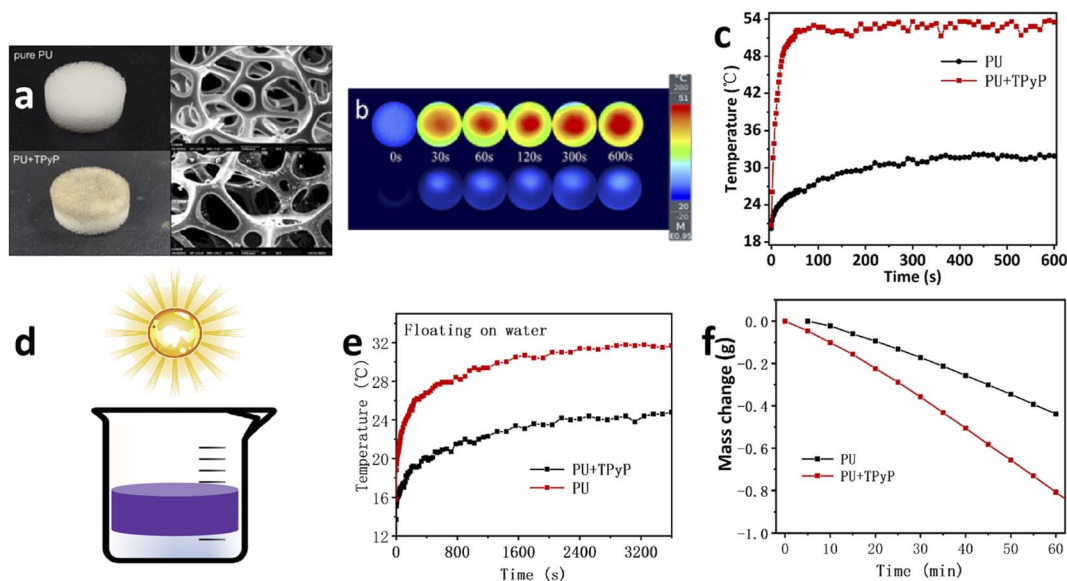 a
pure PU
PU+TPyP
b
0s 30s 60s 120s 300s 600s
°C
280
51
20
-20
M
E0.95
c
Temperature (℃)
54
48
42
36
30
24
18
PU
PU+TPyP
0 100 200 300 400 500 600
Time (s)
d
e
Floating on water
Temperature (℃)
32
28
24
20
16
12
PU+TPyP
PU
0 800 1600 2400 3200
Time (s)
f
Mass change (g)
0.0
-0.2
-0.4
-0.6
-0.8
-1.0
PU
PU+TPyP
0 10 20 30 40 50 60
Time (min)